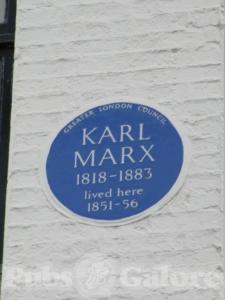 GREATER LONDON COUNCIL
KARL
MARX
1818-1883
lived here
1851-56
Pubs Galore